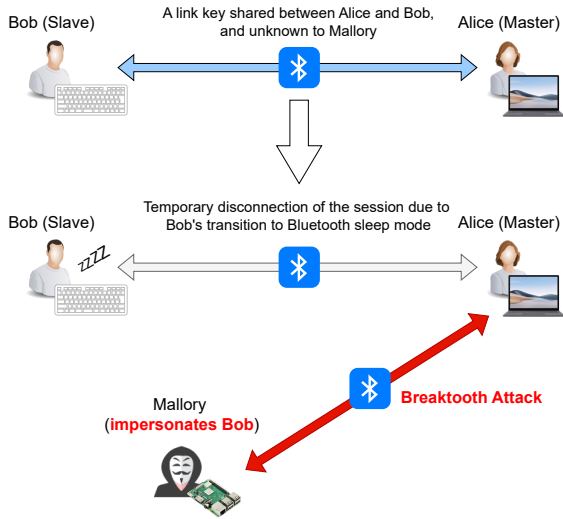 Bob (Slave)
A link key shared between Alice and Bob,
and unknown to Mallory
Alice (Master)
Bob (Slave)
zzzz
Temporary disconnection of the session due to
Bob's transition to Bluetooth sleep mode
Alice (Master)
Breaktooth Attack
Mallory
(impersonates Bob)